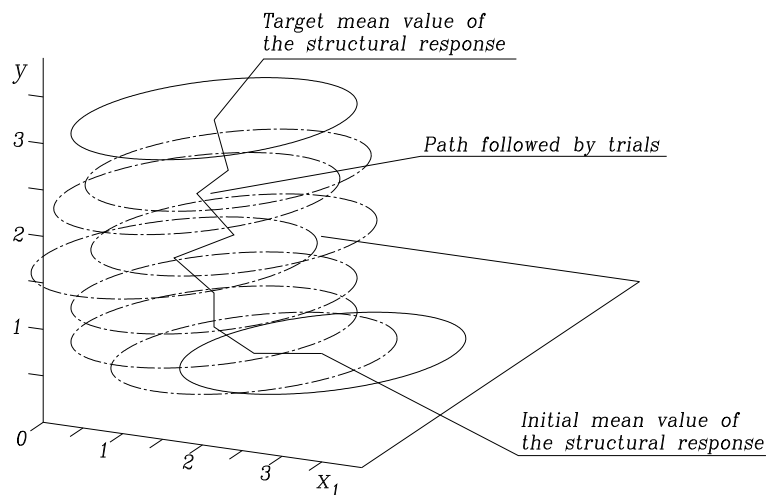 Target mean value of
the structural response
y
3
Path followed by trials
2
1
0
1
2
3
X1
Initial mean value of
the structural response